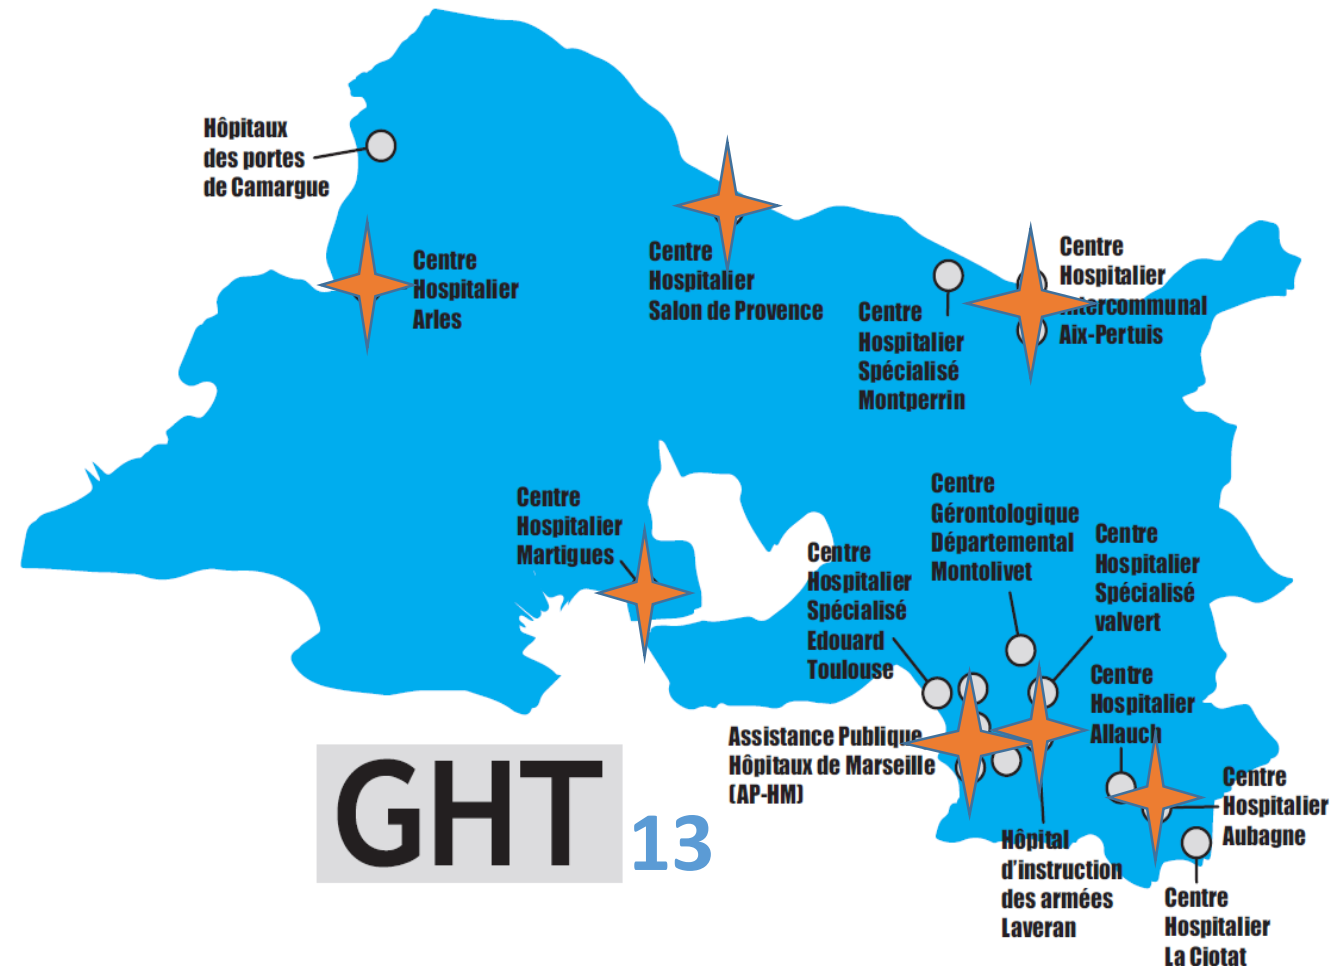 Hôpitaux
des portes
de Camargue
Centre
Hospitalier
Arles
Centre
Hospitalier
Salon de Provence
Centre
Hospitalier
Spécialisé
Montperrin
Centre
Hospitalier
Intercommunal
Aix-Pertuis
Centre
Hospitalier
Martigues
Centre
Hospitalier
Spécialisé
Edouard
Toulouse
Centre
Gérontologique
Départemental
Montolivet
Centre
Hospitalier
Spécialisé
valvert
Centre
Hospitalier
Allauch
Assistance Publique
Hôpitaux de Marseille
(AP-HM)
Centre
Hospitalier
Aubagne
Hôpital
d'instruction
des armées
Laveran
Centre
Hospitalier
La Ciotat
GHT 13